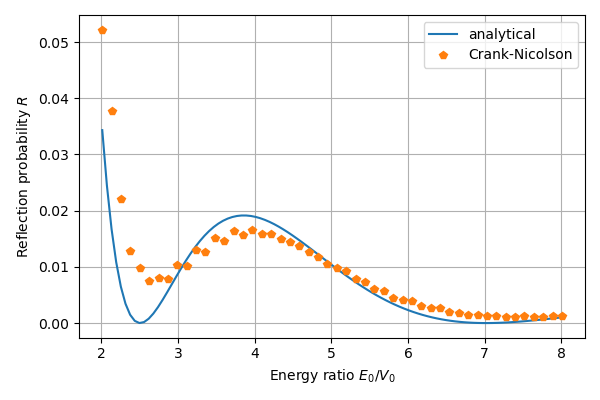 analytical
Crank-Nicolson
0.05
0.04
0.03
0.02
0.01
0.00
Reflection probability R
2 3 4 5 6 7 8
Energy ratio E₀/V₀